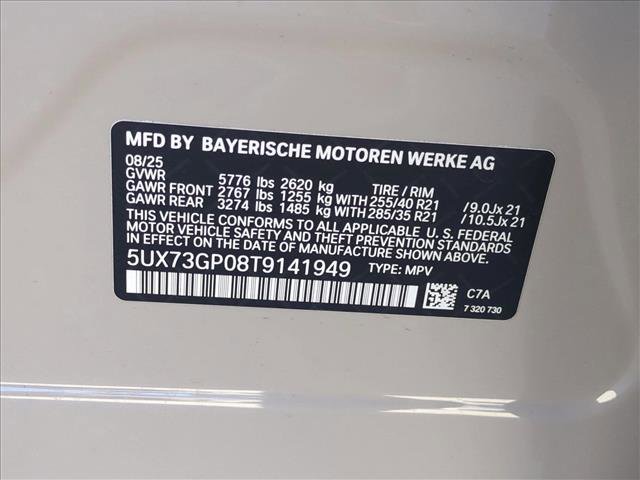 MFD BY BAYERISCHE MOTOREN WERKE AG
08/25
GVWR 5776 lbs 2620 kg TIRE / RIM
GAWR FRONT 2767 lbs 1255 kg WITH 255/40 R21 /9.0Jx 21
GAWR REAR 3274 lbs 1485 kg WITH 285/35 R21 /10.5Jx 21
THIS VEHICLE CONFORMS TO ALL APPLICABLE U. S. FEDERAL
MOTOR VEHICLE SAFETY, BUMPER, AND THEFT PREVENTION
STANDARDS IN EFFECT ON THE DATE OF MANUFACTURE SHOWN ABOVE.
5UX73GP08T9141949 TYPE: MPV
C7A
7 320 730